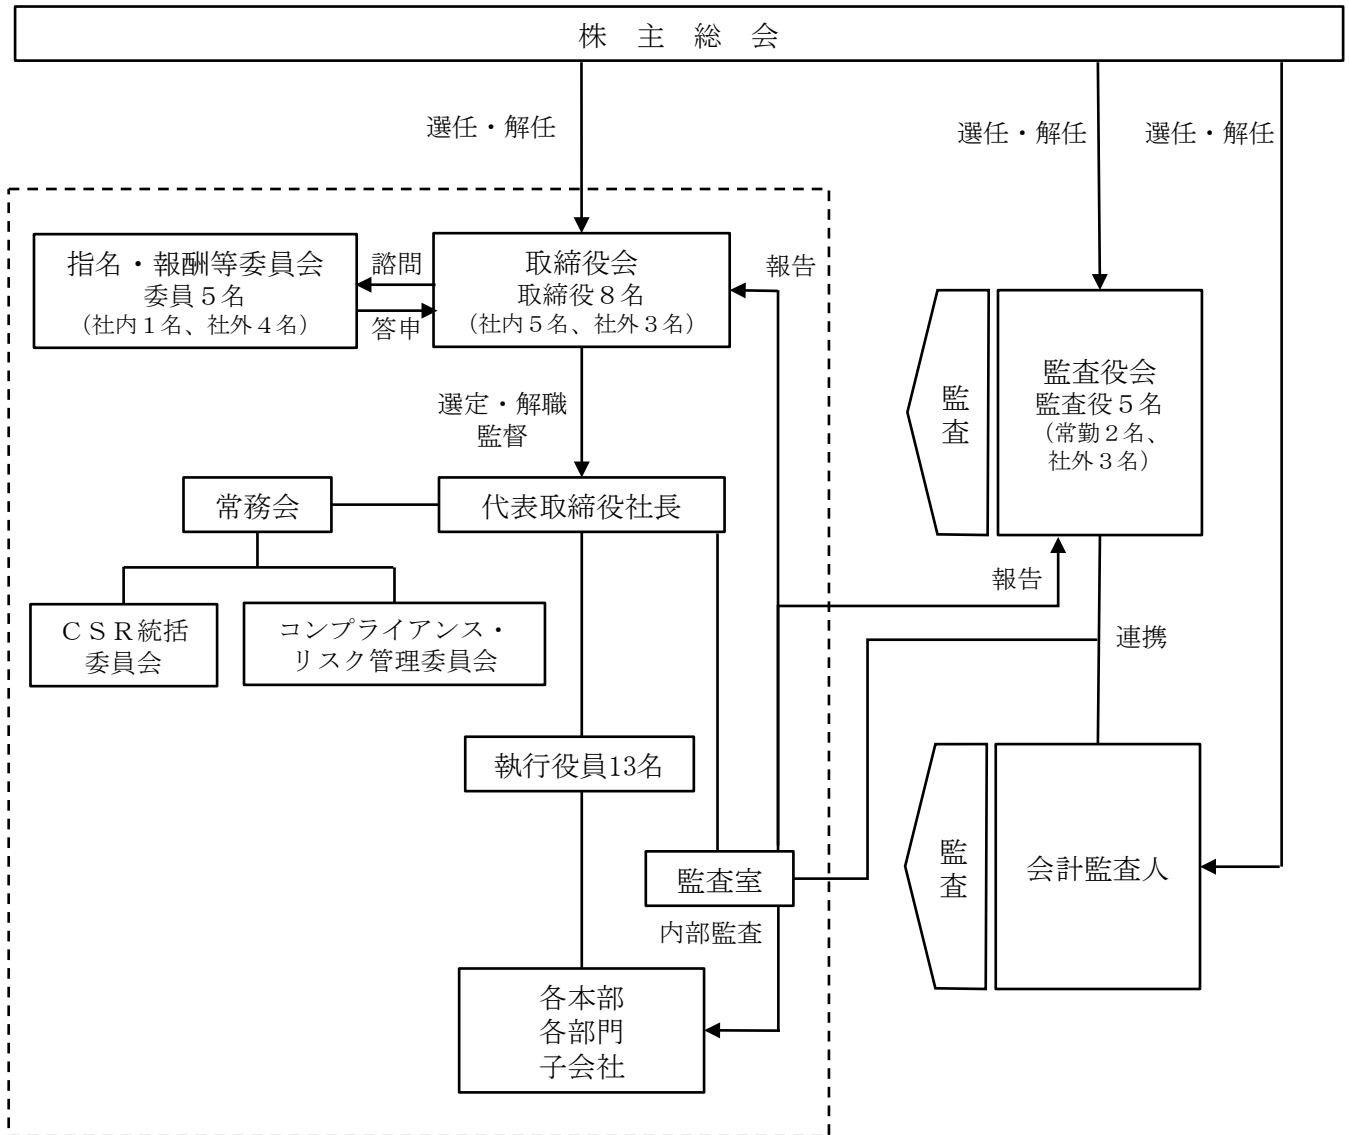 株 主 総 会
選任・解任
選任・解任
選任・解任
指名・報酬等委員会
委員５名
（社内１名、社外４名）
諮問
答申
取締役会
取締役８名
（社内５名、社外３名）
報告
監査
監査役会
監査役５名
（常勤２名、
社外３名）
選定・解職
監督
常務会
代表取締役社長
報告
ＣＳＲ統括
委員会
コンプライアンス・
リスク管理委員会
連携
執行役員13名
監査室
内部監査
監査
会計監査人
各本部
各部門
子会社